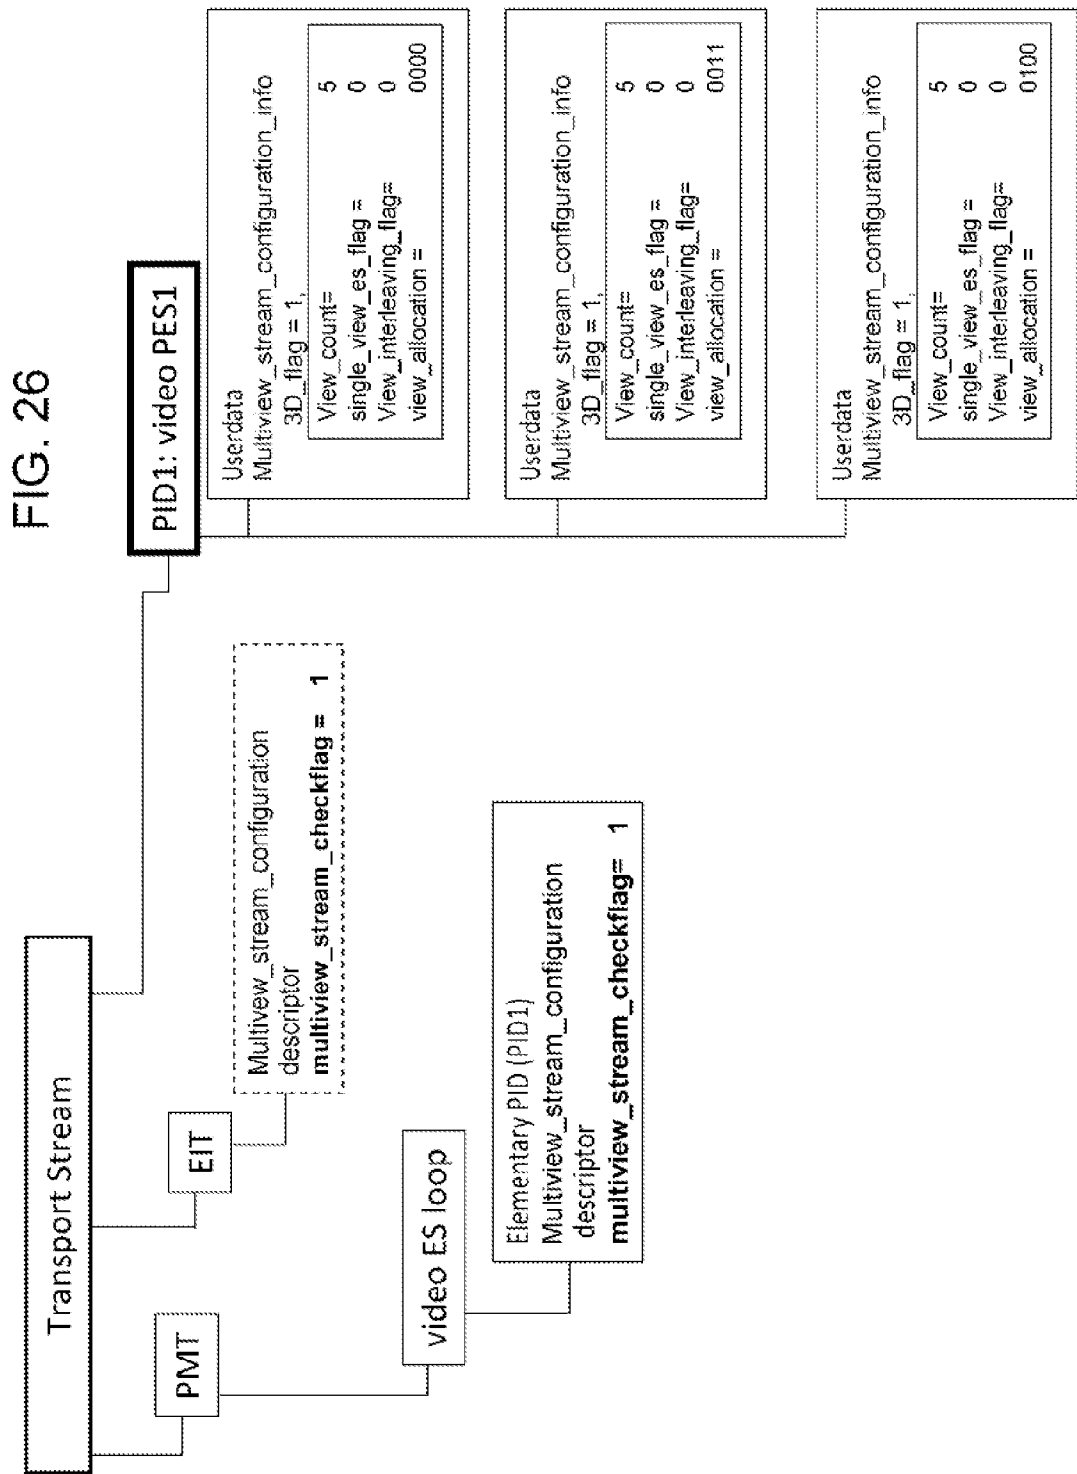 FIG. 26
Transport Stream
PMT
EIT
video ES loop
Multiview_stream_configuration
descriptor
multiview_stream_checkflag = 1
Elementary PID (PID1)
Multiview_stream_configuration
descriptor
multiview_stream_checkflag= 1
PID1: video PES1
Userdata
Multiview_stream_configuration_info
3D_flag = 1,
View_count= 5
single_view_es_flag = 0
View_interleaving_flag= 0
view_allocation = 0000
Userdata
Multiview_stream_configuration_info
3D_flag = 1,
View_count= 5
single_view_es_flag = 0
View_interleaving_flag= 0
view_allocation = 0011
Userdata
Multiview_stream_configuration_info
3D_flag = 1,
View_count= 5
single_view_es_flag = 0
View_interleaving_flag= 0
view_allocation = 0100